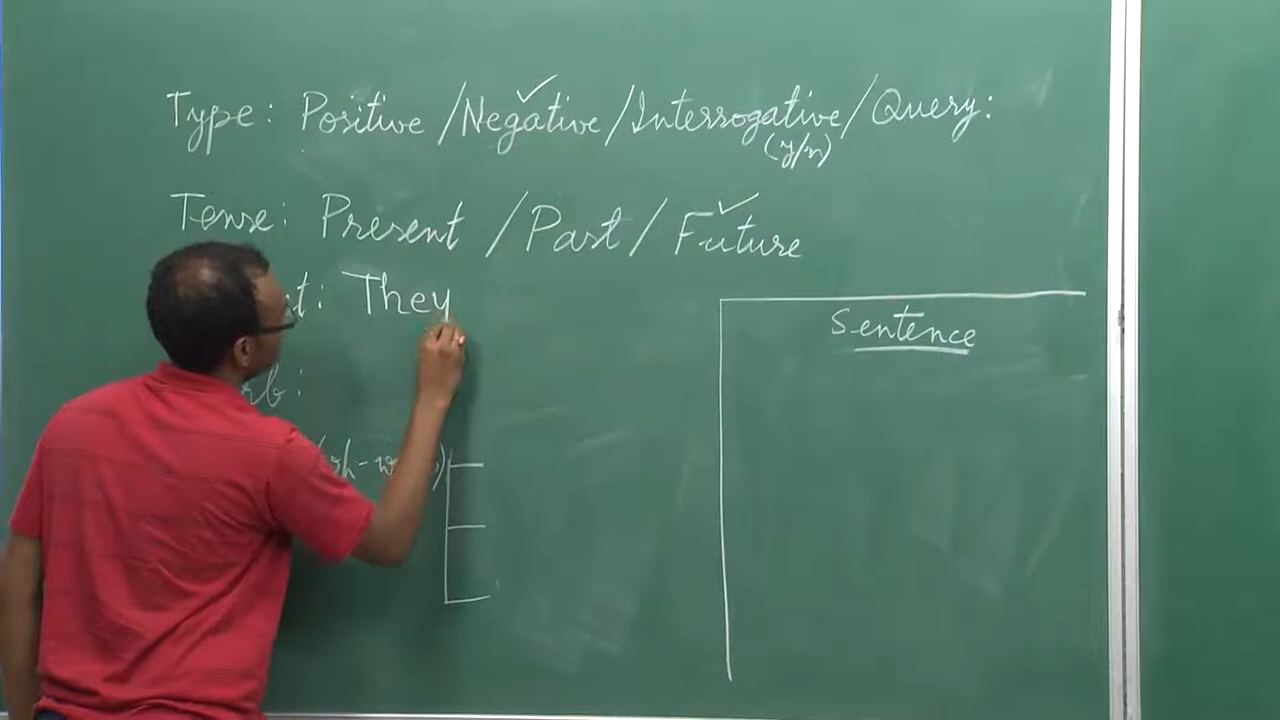 Type: Positive / Negative / Interrogative / Query:
(y/n)
Tense: Present / Past / Future
They
Sentence